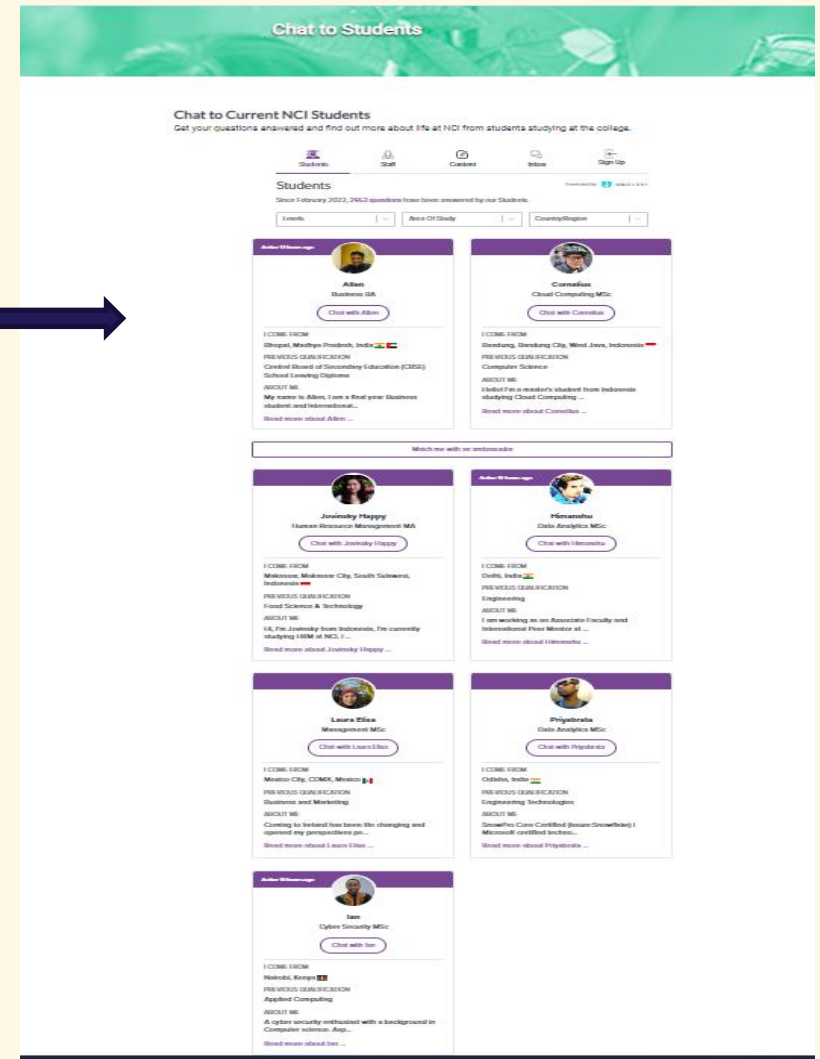 Chat to Students
Chat to Current NCI Students
Get your questions answered and find out more about life at NCI from students studying at the college.
Students
Staff
Content
Inbox
Sign Up
Students
Powered by
Since February 2022, 2953 questions have been answered by our Students.
Levels
Area Of Study
Country/Region
Allen
Business BA
Chat with Allen
I COME FROM
Bhopal, Madhya Pradesh, India
PREVIOUS QUALIFICATION
Central Board of Secondary Education (CBSE)
School Leaving Diploma
ABOUT ME
My name is Allen, I am a final year Business
student and International...
Read more about Allen ...
Cornelius
Cloud Computing MSc
Chat with Cornelius
I COME FROM
Bandung, Bandung City, West Java, Indonesia
PREVIOUS QUALIFICATION
Computer Science
ABOUT ME
Hello! I'm a master's student from Indonesia
studying Cloud Computing ...
Read more about Cornelius ...
Match me with an ambassador
Jovinsky Happy
Human Resource Management MA
Chat with Jovinsky Happy
I COME FROM
Makassar, Makassar City, South Sulawesi,
Indonesia
PREVIOUS QUALIFICATION
Food Science & Technology
ABOUT ME
Hi, I'm Jovinsky from Indonesia, I'm currently
studying HRM at NCI. I ...
Read more about Jovinsky Happy ...
Himanshu
Data Analytics MSc
Chat with Himanshu
I COME FROM
Delhi, India
PREVIOUS QUALIFICATION
Engineering
ABOUT ME
I am working as an Associate Faculty and
International Peer Mentor at ...
Read more about Himanshu ...
Laura Elisa
Management MSc
Chat with Laura Elisa
I COME FROM
Mexico City, CDMX, Mexico
PREVIOUS QUALIFICATION
Business and Marketing
ABOUT ME
Coming to Ireland has been life changing and
opened my perspectives pe...
Read more about Laura Elisa ...
Priyabrata
Data Analytics MSc
Chat with Priyabrata
I COME FROM
Odisha, India
PREVIOUS QUALIFICATION
Engineering Technologies
ABOUT ME
SnowPro Core Certified (Issuer:Snowflake) I
Microsoft certified techno...
Read more about Priyabrata ...
Ian
Cyber Security MSc
Chat with Ian
I COME FROM
Nairobi, Kenya
PREVIOUS QUALIFICATION
Applied Computing
ABOUT ME
A cyber security enthusiast with a background in
Computer science. Asp...
Read more about Ian ...